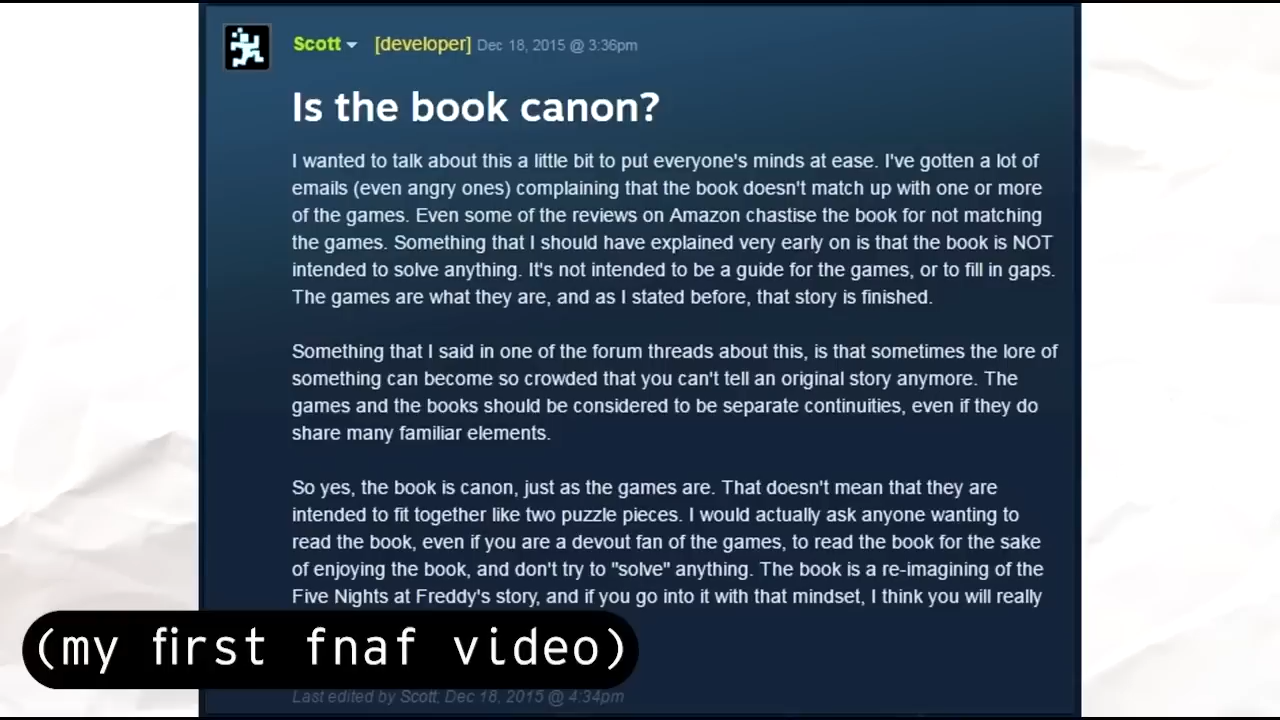 Scott [developer] Dec 18, 2015 @ 3:36pm
Is the book canon?
I wanted to talk about this a little bit to put everyone's minds at ease. I've gotten a lot of
emails (even angry ones) complaining that the book doesn't match up with one or more
of the games. Even some of the reviews on Amazon chastise the book for not matching
the games. Something that I should have explained very early on is that the book is NOT
intended to solve anything. It's not intended to be a guide for the games, or to fill in gaps.
The games are what they are, and as I stated before, that story is finished.
Something that I said in one of the forum threads about this, is that sometimes the lore of
something can become so crowded that you can't tell an original story anymore. The
games and the books should be considered to be separate continuities, even if they do
share many familiar elements.
So yes, the book is canon, just as the games are. That doesn't mean that they are
intended to fit together like two puzzle pieces. I would actually ask anyone wanting to
read the book, even if you are a devout fan of the games, to read the book for the sake
of enjoying the book, and don't try to "solve" anything. The book is a re-imagining of the
Five Nights at Freddy's story, and if you go into it with that mindset, I think you will really
(my first fnaf video)
Last edited by Scott; Dec 18, 2015 @ 4:34pm